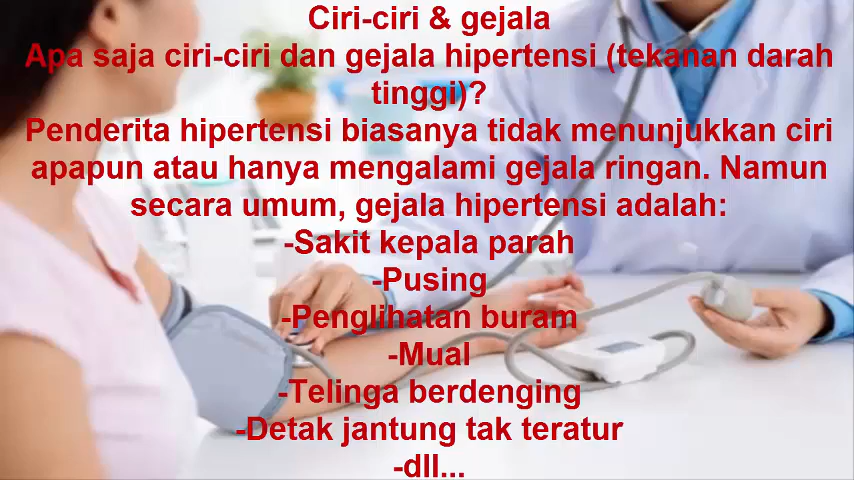 Ciri-ciri & gejala
Apa saja ciri-ciri dan gejala hipertensi (tekanan darah
tinggi)?
Penderita hipertensi biasanya tidak menunjukkan ciri
apapun atau hanya mengalami gejala ringan. Namun
secara umum, gejala hipertensi adalah:
-Sakit kepala parah
-Pusing
-Penglihatan buram
-Mual
-Telinga berdenging
-Detak jantung tak teratur
-dll...